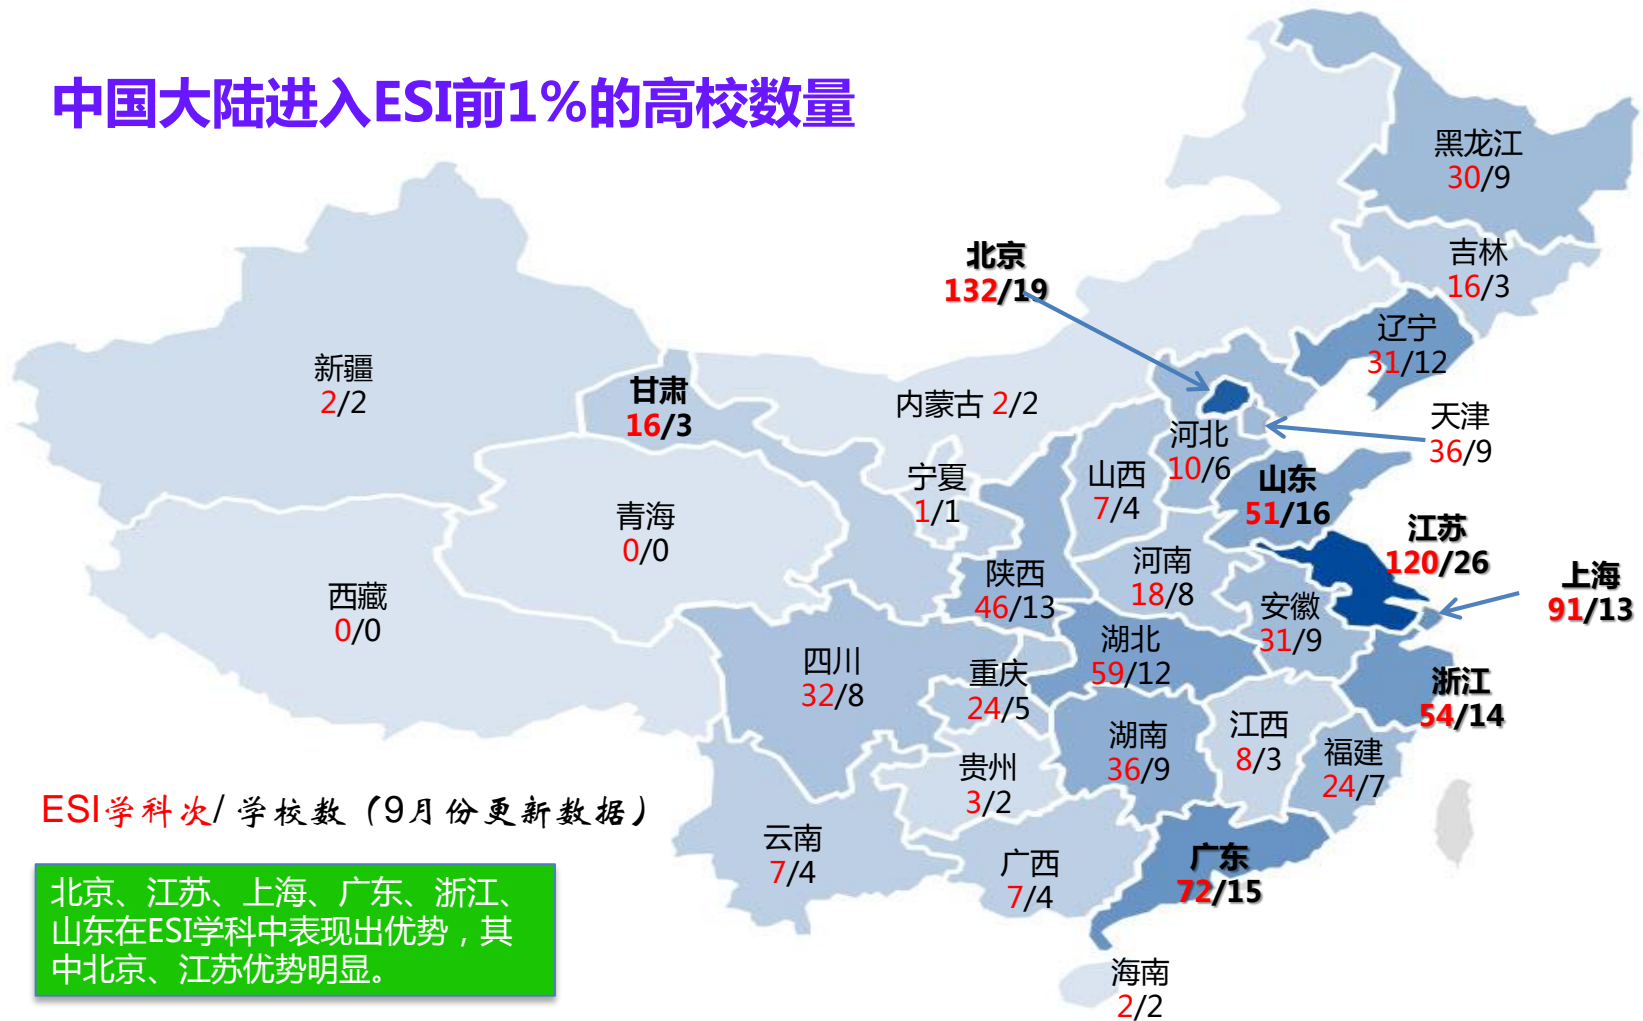 中国大陆进入ESI前1%的高校数量
黑龙江
30/9
吉林
16/3
北京
132/19
辽宁
31/12
新疆
2/2
甘肃
16/3
内蒙古 2/2
天津
36/9
河北
10/6
宁夏
1/1
山西
7/4
山东
51/16
青海
0/0
江苏
120/26
陕西
46/13
河南
18/8
上海
91/13
西藏
0/0
安徽
31/9
湖北
59/12
四川
32/8
重庆
24/5
浙江
54/14
江西
8/3
湖南
36/9
福建
24/7
贵州
3/2
ESI学科次/ 学校数（9月份更新数据）
云南
7/4
广西
7/4
广东
72/15
北京、江苏、上海、广东、浙江、
山东在ESI学科中表现出优势，其
中北京、江苏优势明显。
海南
2/2